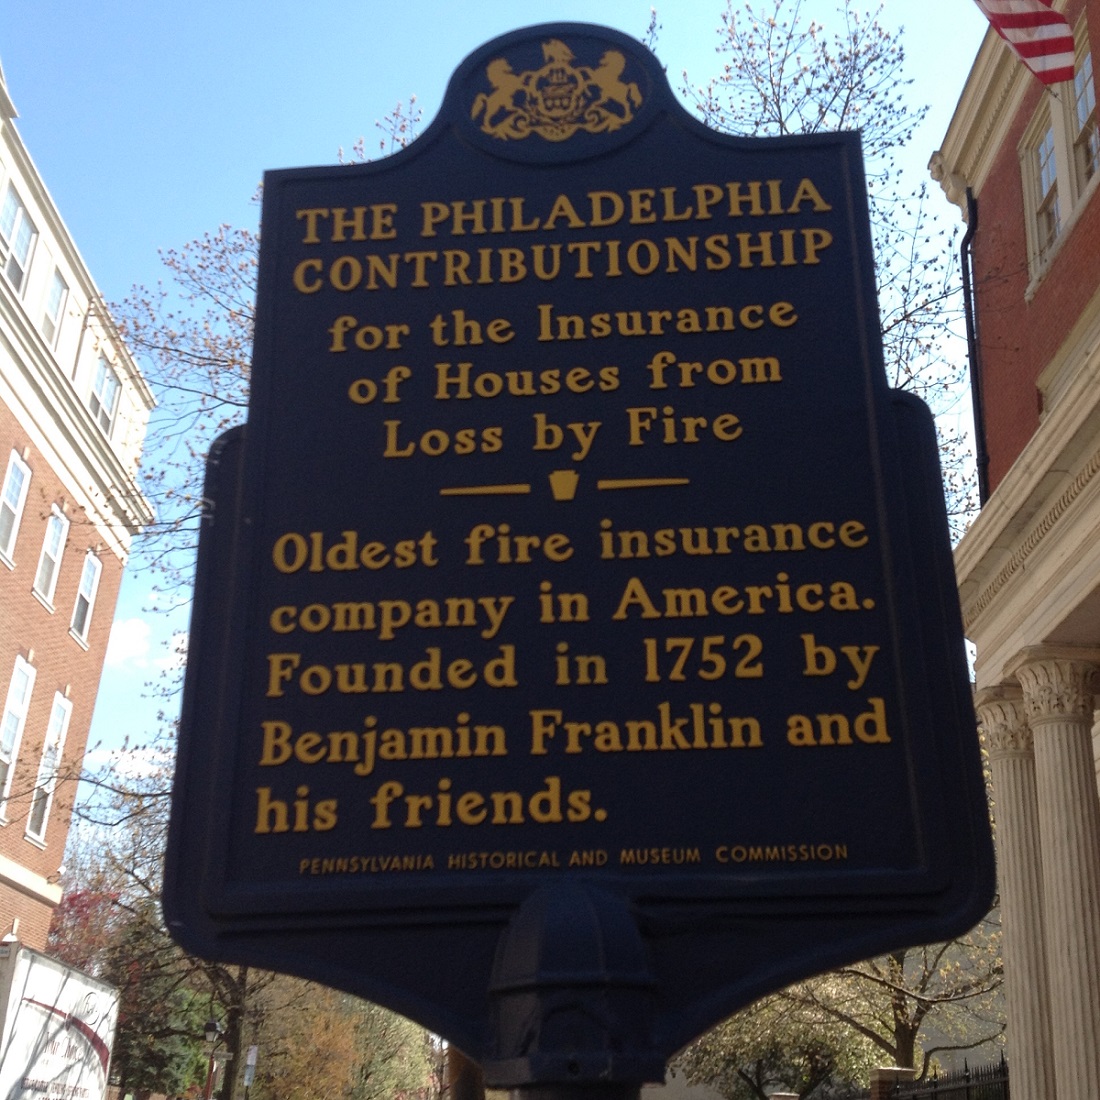 THE PHILADELPHIA
CONTRIBUTIONSHIP
for the Insurance
of Houses from
Loss by Fire
Oldest fire insurance
company in America.
Founded in 1752 by
Benjamin Franklin and
his friends.
PENNSYLVANIA HISTORICAL AND MUSEUM COMMISSION